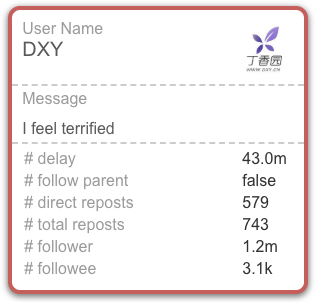 User Name
DXY
丁香园
WWW.DXY.CN
Message
I feel terrified
# delay 43.0m
# follow parent false
# direct reposts 579
# total reposts 743
# follower 1.2m
# followee 3.1k